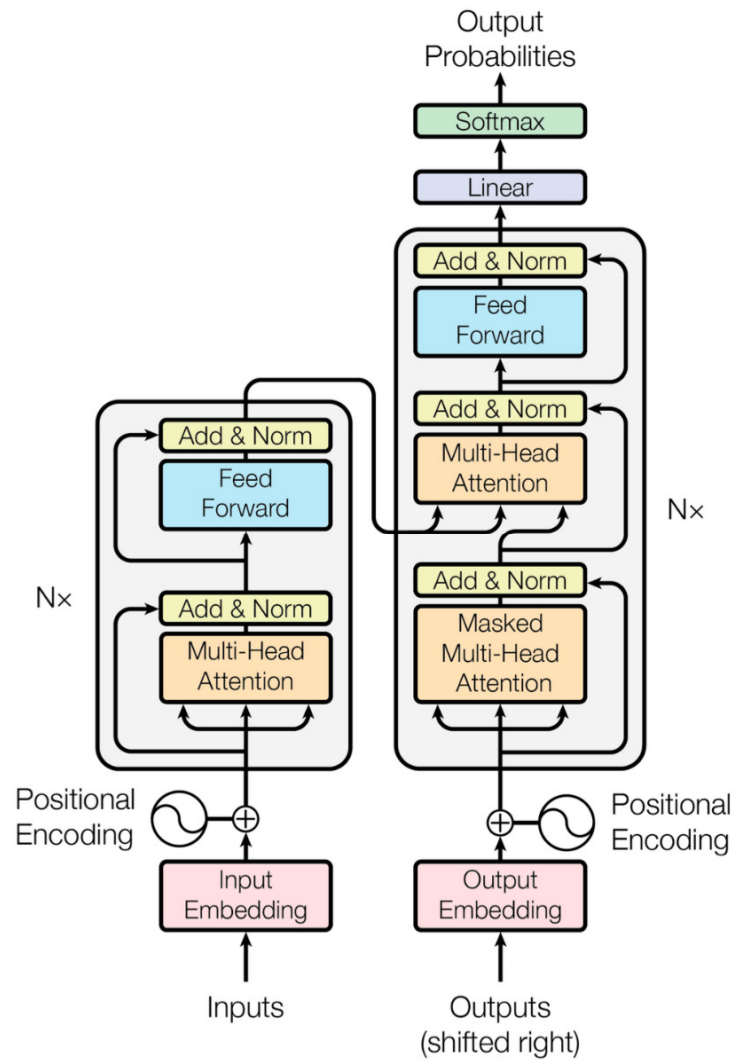 Output
Probabilities
Softmax
Linear
Add & Norm
Feed
Forward
Add & Norm
Multi-Head
Attention
Add & Norm
Masked
Multi-Head
Attention
N×
Add & Norm
Feed
Forward
Add & Norm
Multi-Head
Attention
N×
Positional
Encoding
Positional
Encoding
Input
Embedding
Output
Embedding
Inputs
Outputs
(shifted right)